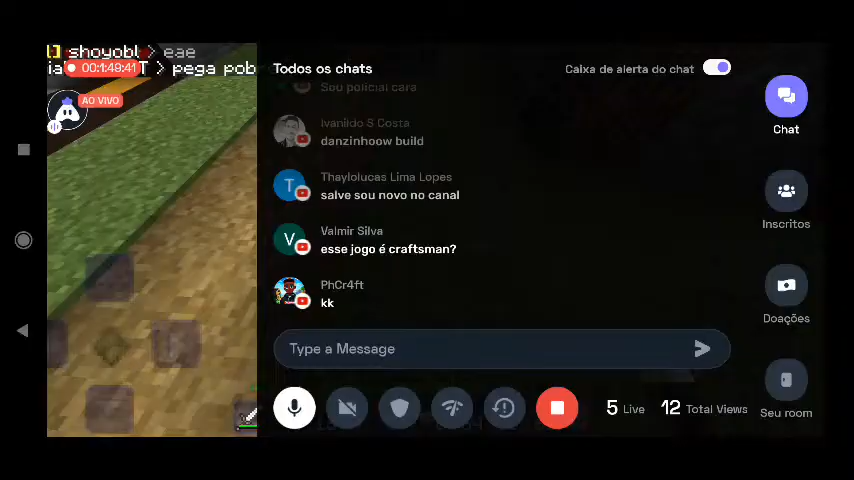 shoyobl > eae
T > pega pob
00:1:49:41
AO VIVO
Todos os chats
Caixa de alerta do chat
Sou policial cara
Ivanildo S Costa
danzinhoow build
Thaylolucas Lima Lopes
T
salve sou novo no canal
Valmir Silva
V
esse jogo é craftsman?
PhCr4ft
kk
Type a Message
5 Live
12 Total Views
Chat
Inscritos
Doações
Seu room